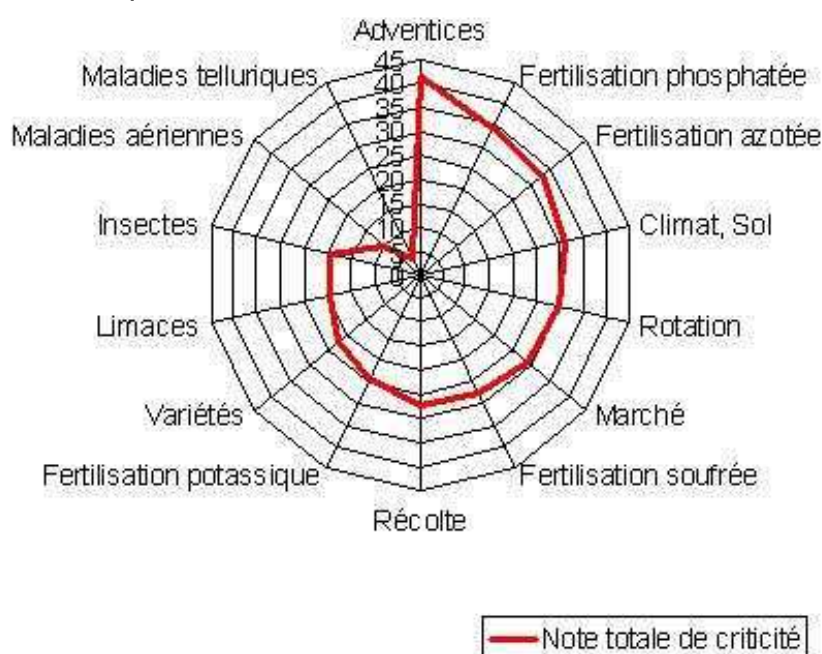 Adventices
Fertilisation phosphatée
Fertilisation azotée
Climat, Sol
Rotation
Marché
Fertilisation soufrée
Récolte
Fertilisation potassique
Variétés
Limaces
Insectes
Maladies aériennes
Maladies telluriques
45
40
35
30
25
20
15
10
5
0
Note totale de criticité